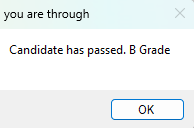 you are through
Candidate has passed. B Grade
OK